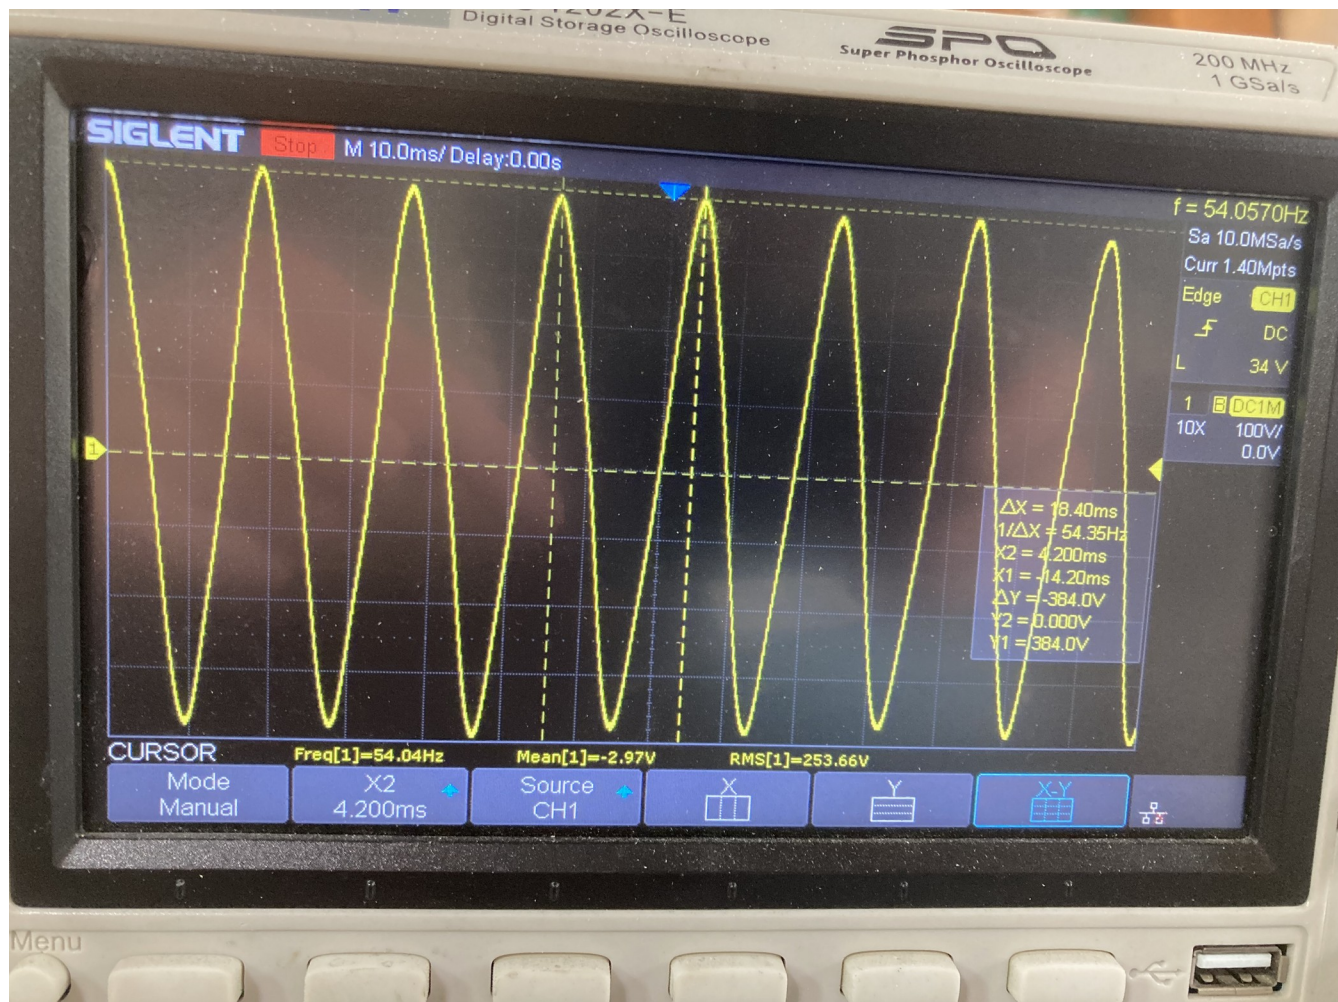 1202X-E
Digital Storage Oscilloscope
SPO
Super Phosphor Oscilloscope
200 MHz
1 GSa/s
SIGLENT Stop M 10.0ms/ Delay:0.00s
f = 54.0570Hz
Sa 10.0MSa/s
Curr 1.40Mpts
Edge CH1
DC
L 34 V
1 B DC1M
10X 100V/
0.0V
1
ΔX = 18.40ms
1/ΔX = 54.35Hz
X2 = 4.200ms
X1 = -14.20ms
ΔY = -384.0V
Y2 = 0.000V
Y1 = 384.0V
CURSOR Freq[1]=54.04Hz Mean[1]=-2.97V RMS[1]=253.66V
Mode
Manual
X2
4.200ms
Source
CH1
X
Y
X-Y
Menu